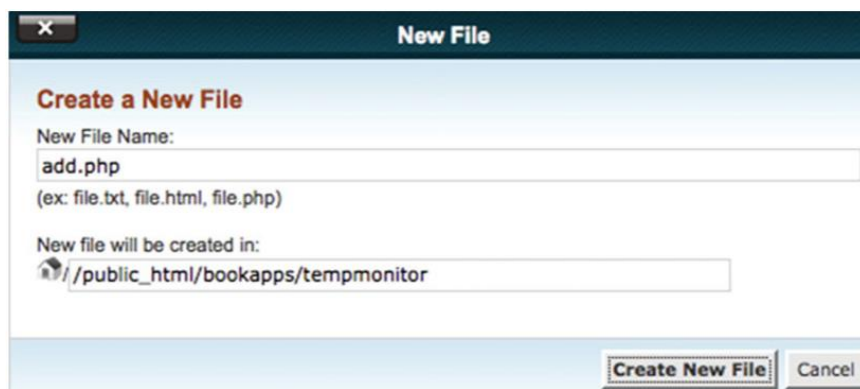 New File
Create a New File
New File Name:
add.php
(ex: file.txt, file.html, file.php)
New file will be created in:
/ /public_html/bookapps/tempmonitor
Create New File Cancel